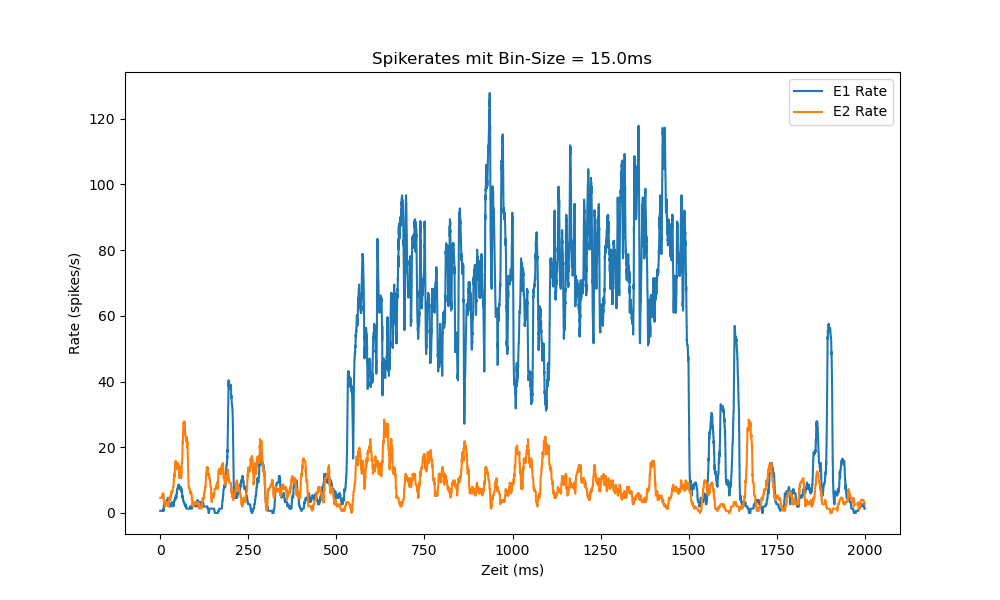 Spikerates mit Bin-Size = 15.0ms
E1 Rate
E2 Rate
Rate (spikes/s)
120
100
80
60
40
20
0
0 250 500 750 1000 1250 1500 1750 2000
Zeit (ms)